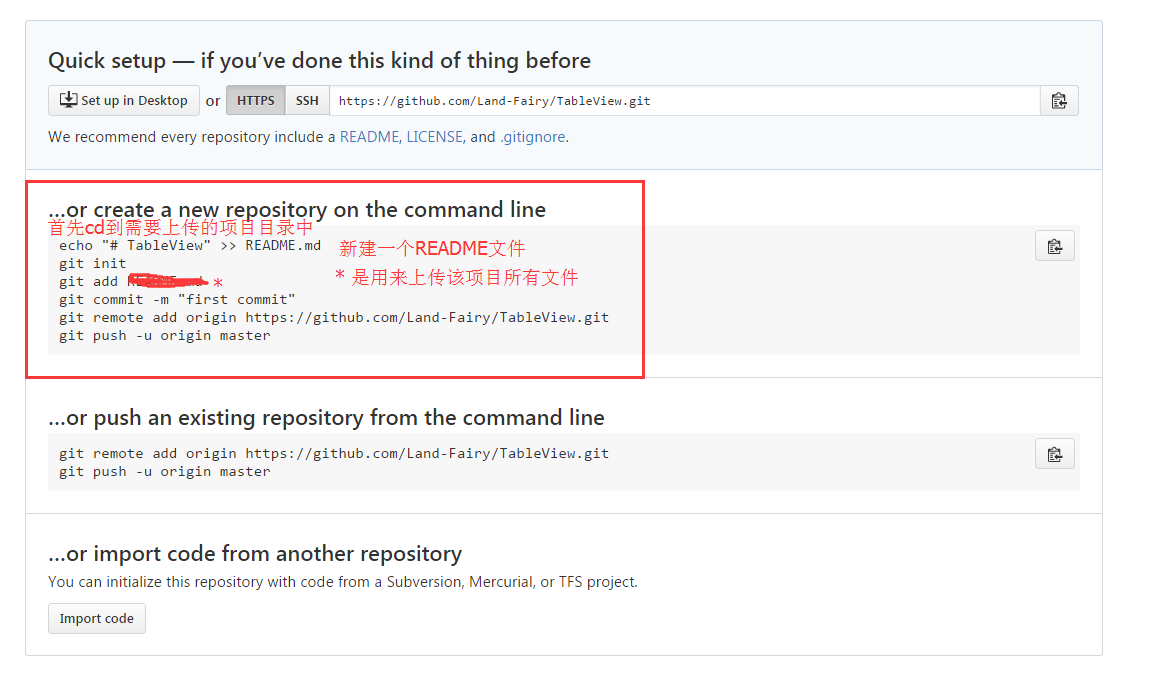 Quick setup — if you’ve done this kind of thing before
Set up in Desktop or HTTPS SSH https://github.com/Land-Fairy/TableView.git
We recommend every repository include a README, LICENSE, and .gitignore.
…or create a new repository on the command line
首先cd到需要上传的项目目录中
echo "# TableView" >> README.md 新建一个README文件
git init
git add * * 是用来上传该项目所有文件
git commit -m "first commit"
git remote add origin https://github.com/Land-Fairy/TableView.git
git push -u origin master
…or push an existing repository from the command line
git remote add origin https://github.com/Land-Fairy/TableView.git
git push -u origin master
…or import code from another repository
You can initialize this repository with code from a Subversion, Mercurial, or TFS project.
Import code